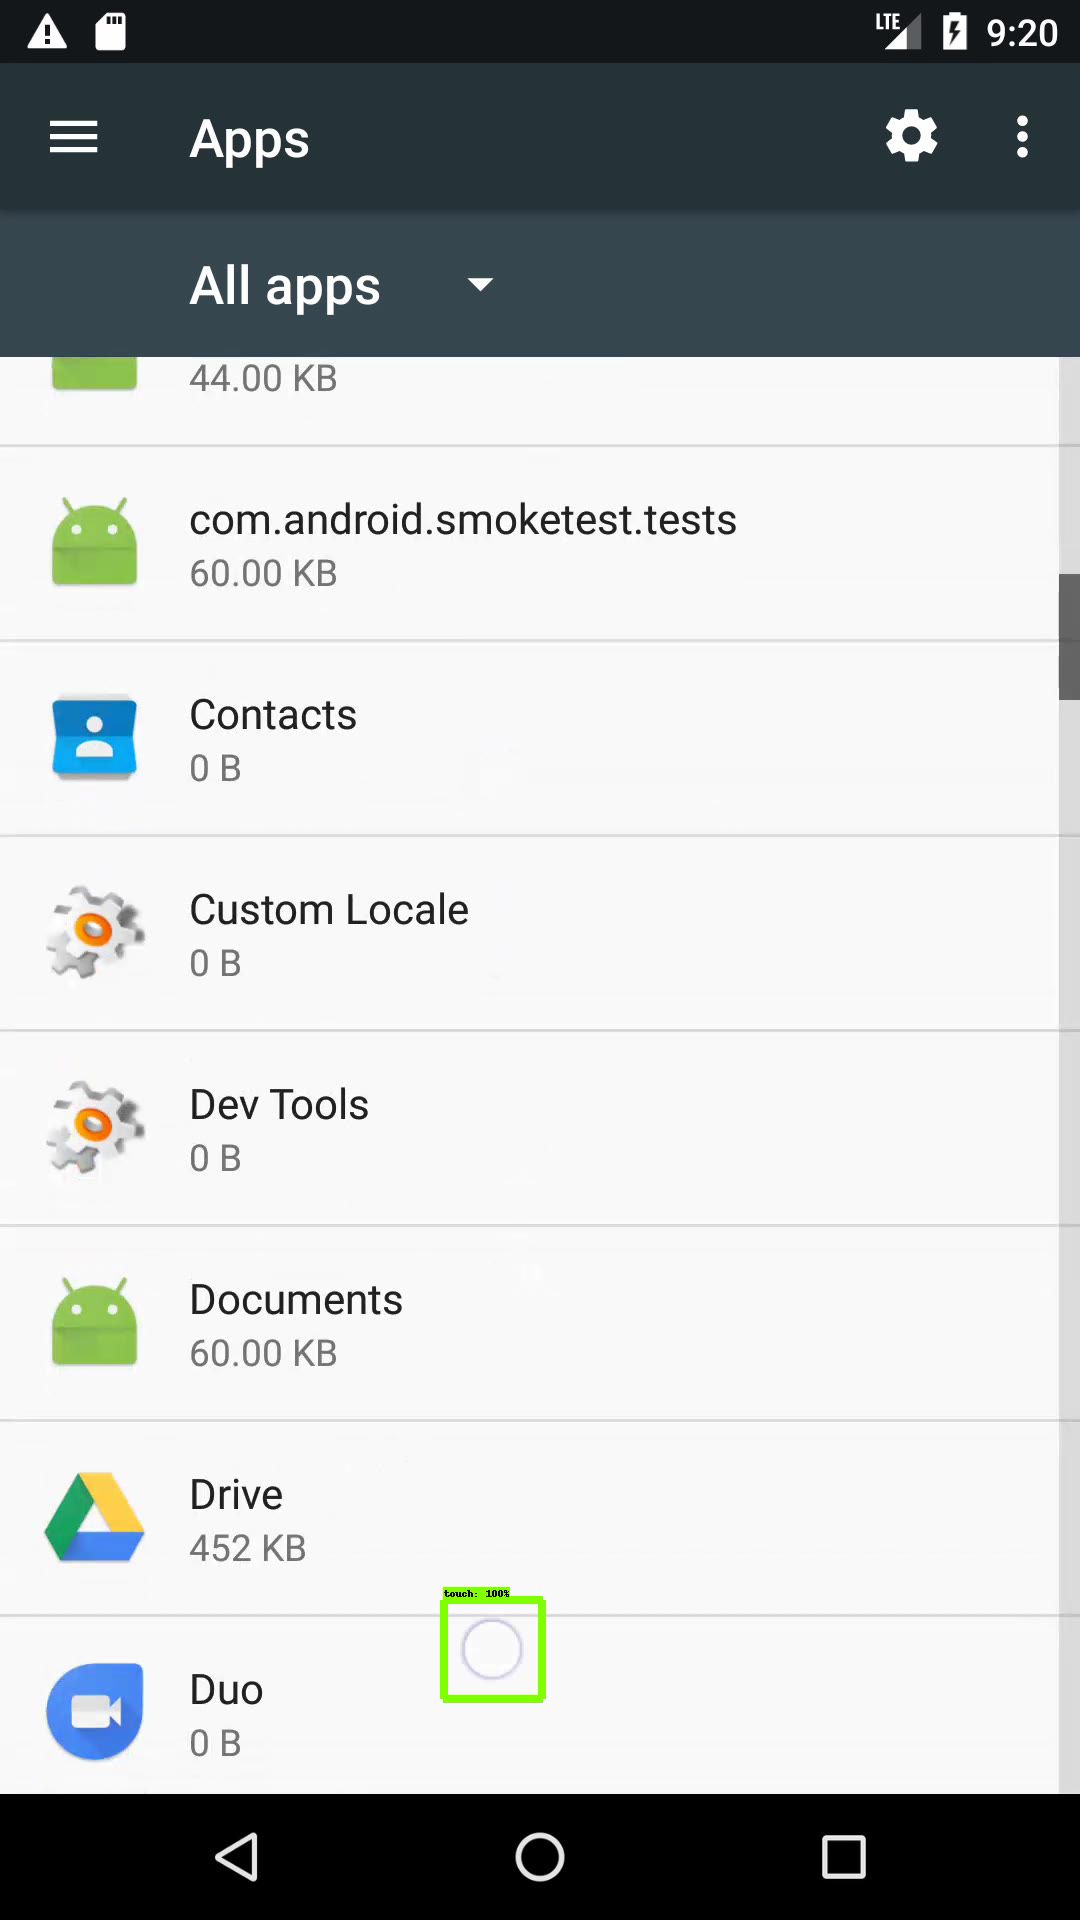 LTE 9:20
Apps
All apps
44.00 KB
com.android.smoketest.tests
60.00 KB
Contacts
0 B
Custom Locale
0 B
Dev Tools
0 B
Documents
60.00 KB
Drive
452 KB
touch: 100%
Duo
0 B